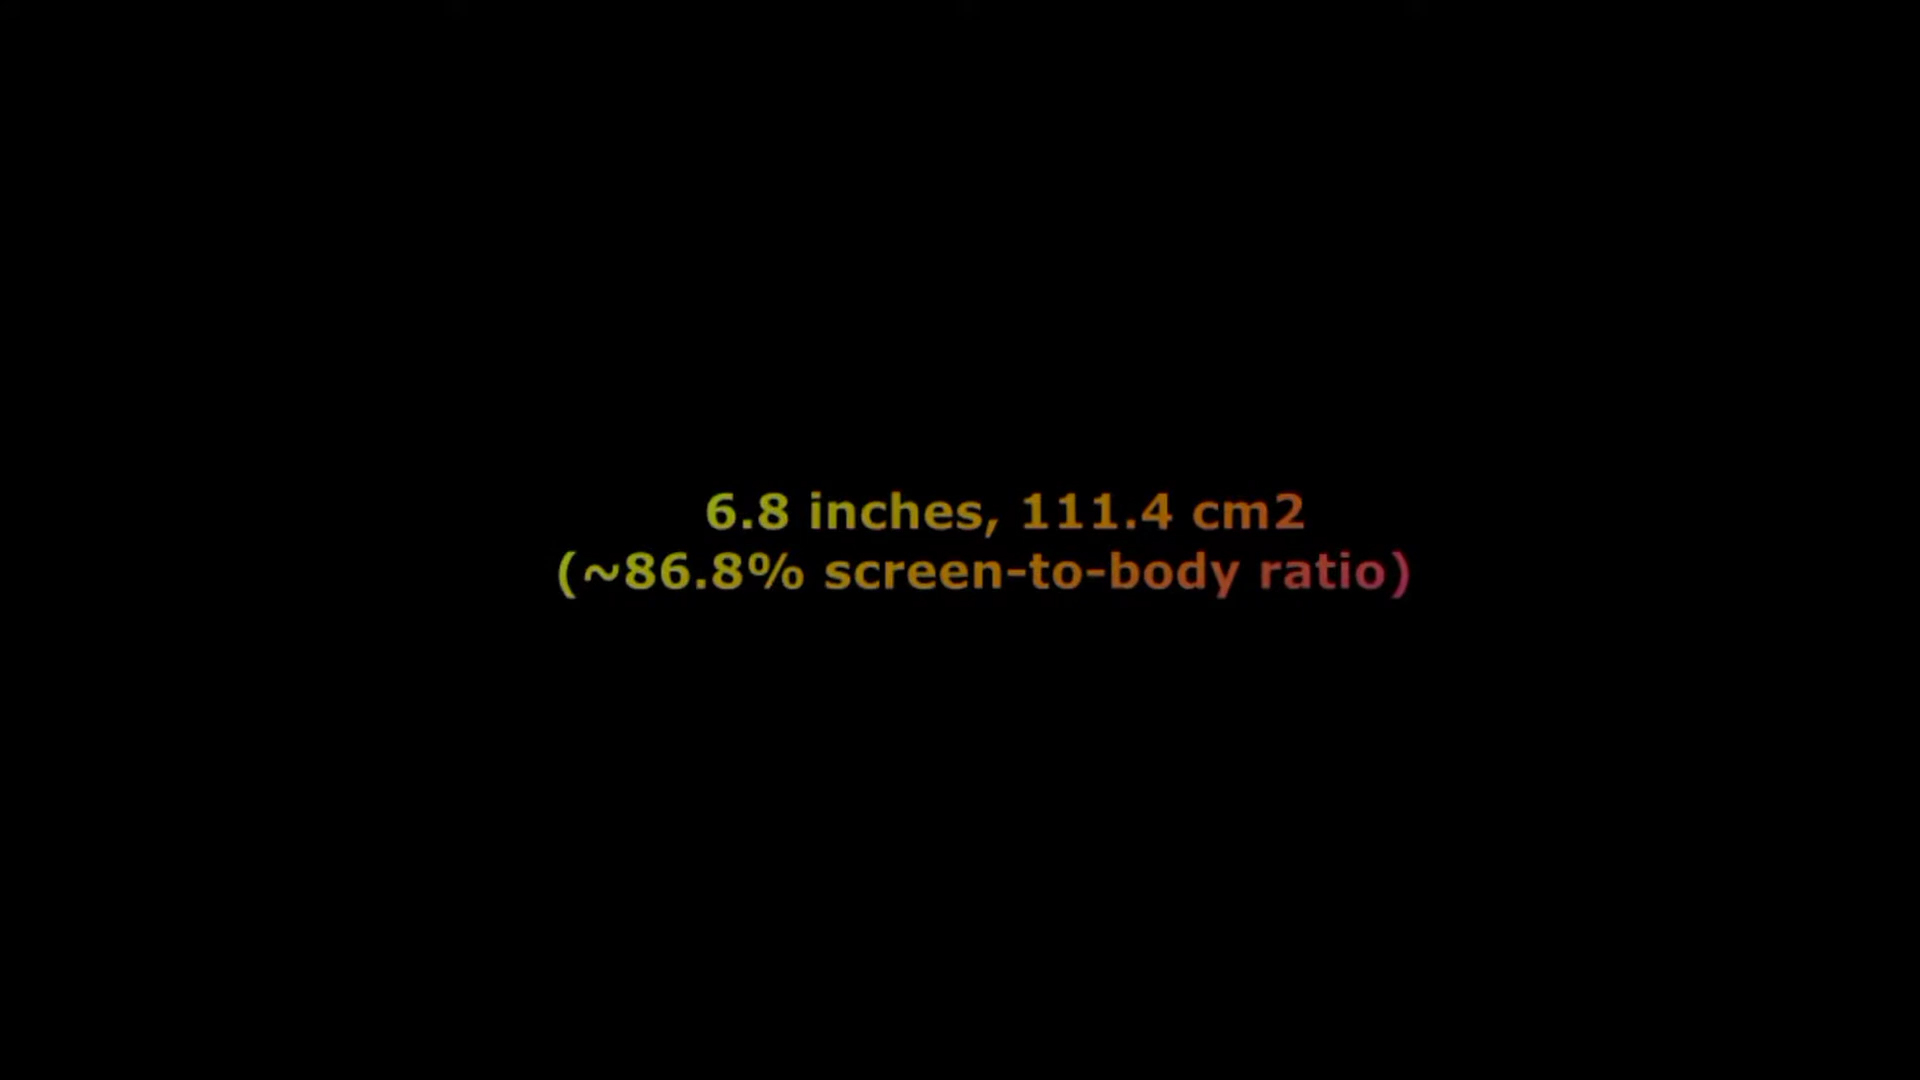 6.8 inches, 111.4 cm2
(~86.8% screen-to-body ratio)